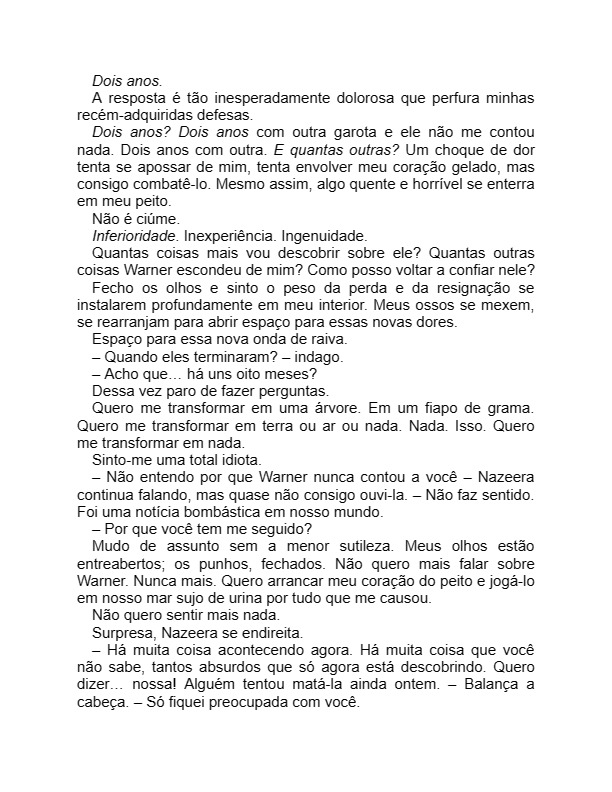 Dois anos.
A resposta é tão inesperadamente dolorosa que perfura minhas
recém-adquiridas defesas.
Dois anos? Dois anos com outra garota e ele não me contou
nada. Dois anos com outra. E quantas outras? Um choque de dor
tenta se apossar de mim, tenta envolver meu coração gelado, mas
consigo combatê-lo. Mesmo assim, algo quente e horrível se enterra
em meu peito.
Não é ciúme.
Inferioridade. Inexperiência. Ingenuidade.
Quantas coisas mais vou descobrir sobre ele? Quantas outras
coisas Warner escondeu de mim? Como posso voltar a confiar nele?
Fecho os olhos e sinto o peso da perda e da resignação se
instalarem profundamente em meu interior. Meus ossos se mexem,
se rearranjam para abrir espaço para essas novas dores.
Espaço para essa nova onda de raiva.
– Quando eles terminaram? – indago.
– Acho que… há uns oito meses?
Dessa vez paro de fazer perguntas.
Quero me transformar em uma árvore. Em um fiapo de grama.
Quero me transformar em terra ou ar ou nada. Nada. Isso. Quero
me transformar em nada.
Sinto-me uma total idiota.
– Não entendo por que Warner nunca contou a você – Nazeera
continua falando, mas quase não consigo ouvi-la. – Não faz sentido.
Foi uma notícia bombástica em nosso mundo.
– Por que você tem me seguido?
Mudo de assunto sem a menor sutileza. Meus olhos estão
entreabertos; os punhos, fechados. Não quero mais falar sobre
Warner. Nunca mais. Quero arrancar meu coração do peito e jogá-lo
em nosso mar sujo de urina por tudo que me causou.
Não quero sentir mais nada.
Surpresa, Nazeera se endireita.
– Há muita coisa acontecendo agora. Há muita coisa que você
não sabe, tantos absurdos que só agora está descobrindo. Quero
dizer… nossa! Alguém tentou matá-la ainda ontem. – Balança a
cabeça. – Só fiquei preocupada com você.